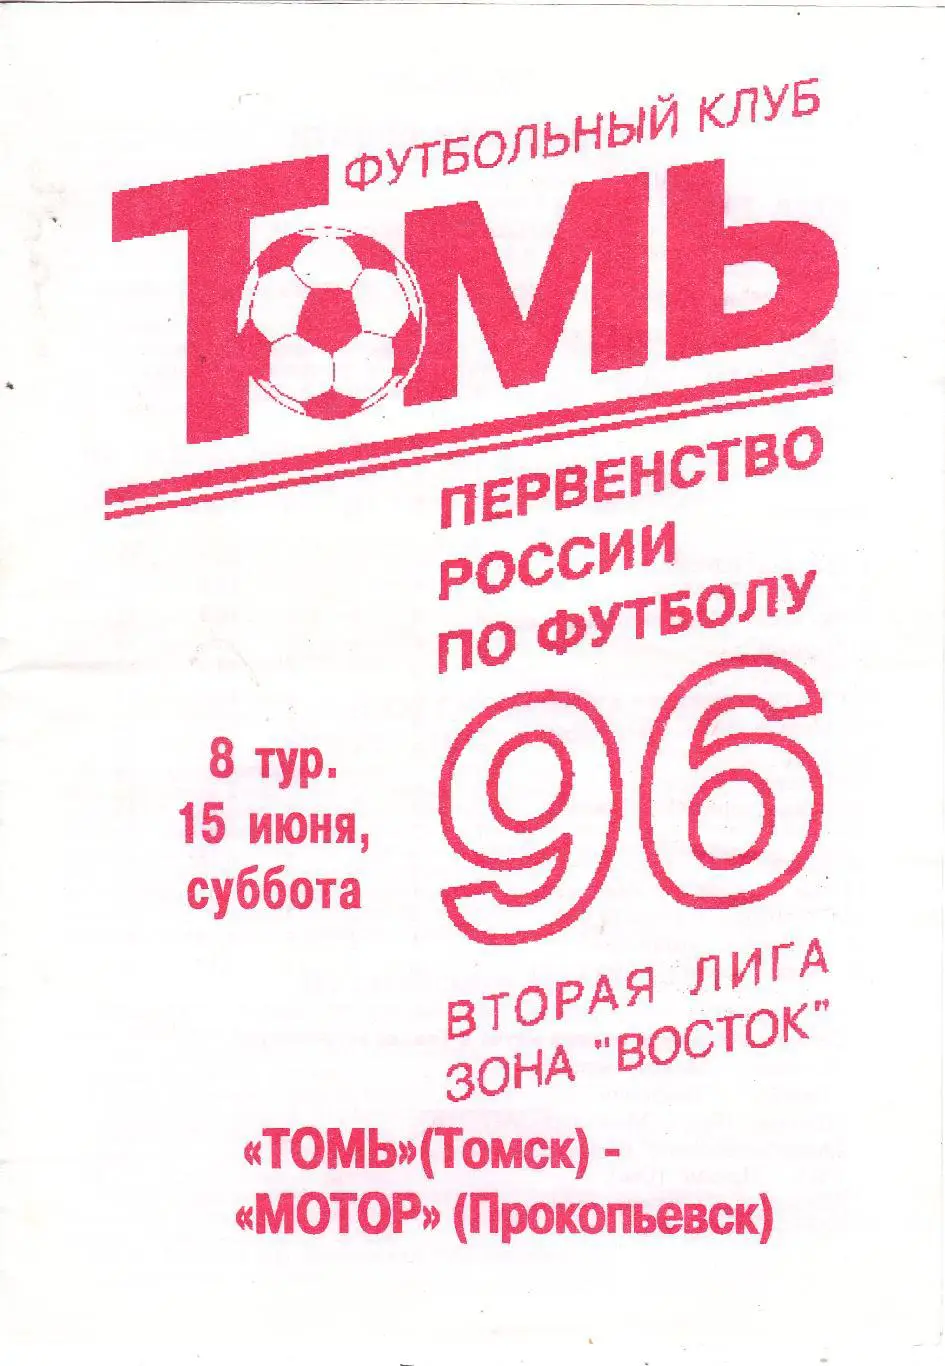 ФУТБОЛЬНЫЙ КЛУБ
ТОМЬ
ПЕРВЕНСТВО
РОССИИ
ПО ФУТБОЛУ
96
8 тур.
15 июня,
суббота
ВТОРАЯ ЛИГА
ЗОНА "ВОСТОК"
«ТОМЬ»(Томск) -
«МОТОР» (Прокопьевск)